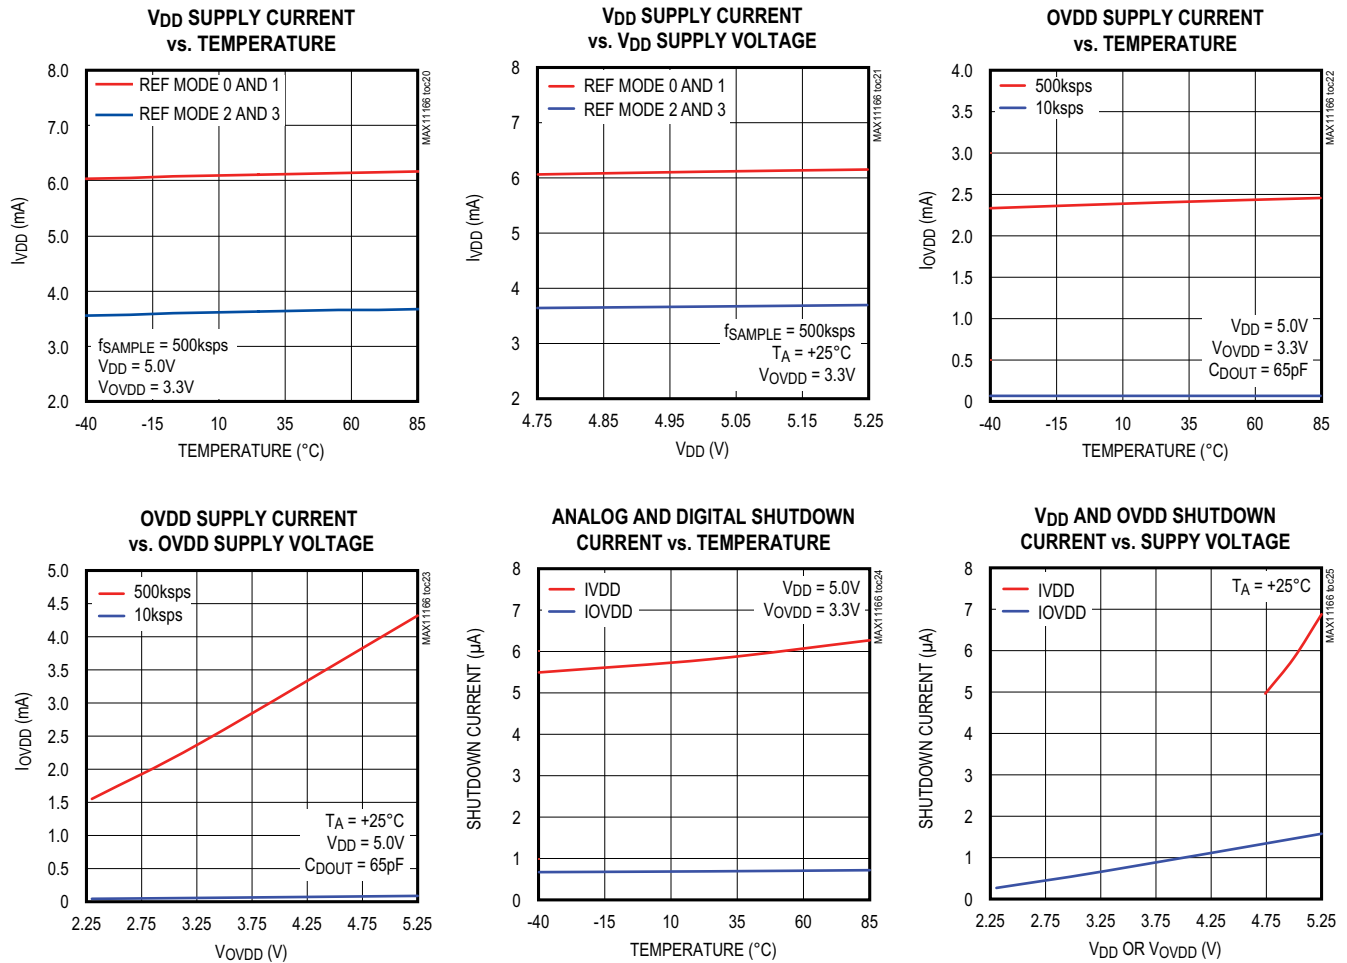 VDD SUPPLY CURRENT
vs. TEMPERATURE
8.0
7.0
6.0
5.0
4.0
3.0
2.0
IVDD (mA)
REF MODE 0 AND 1
REF MODE 2 AND 3
fSAMPLE = 500ksps
VDD = 5.0V
VOVDD = 3.3V
MAX11166 toc20
-40 -15 10 35 60 85
TEMPERATURE (°C)
VDD SUPPLY CURRENT
vs. VDD SUPPLY VOLTAGE
8
7
6
5
4
3
2
IVDD (mA)
REF MODE 0 AND 1
REF MODE 2 AND 3
fSAMPLE = 500ksps
TA = +25°C
VOVDD = 3.3V
MAX11166 toc21
4.75 4.85 4.95 5.05 5.15 5.25
VDD (V)
OVDD SUPPLY CURRENT
vs. TEMPERATURE
4.0
3.5
3.0
2.5
2.0
1.5
1.0
0.5
0
IOVDD (mA)
500ksps
10ksps
VDD = 5.0V
VOVDD = 3.3V
CDOUT = 65pF
MAX11166 toc22
-40 -15 10 35 60 85
TEMPERATURE (°C)
OVDD SUPPLY CURRENT
vs. OVDD SUPPLY VOLTAGE
5.0
4.5
4.0
3.5
3.0
2.5
2.0
1.5
1.0
0.5
0
IOVDD (mA)
500ksps
10ksps
TA = +25°C
VDD = 5.0V
CDOUT = 65pF
MAX11166 toc23
2.25 2.75 3.25 3.75 4.25 4.75 5.25
VOVDD (V)
ANALOG AND DIGITAL SHUTDOWN
CURRENT vs. TEMPERATURE
8
7
6
5
4
3
2
1
0
SHUTDOWN CURRENT (µA)
IVDD
IOVDD
VDD = 5.0V
VOVDD = 3.3V
MAX11166 toc24
-40 -15 10 35 60 85
TEMPERATURE (°C)
VDD AND OVDD SHUTDOWN
CURRENT vs. SUPPY VOLTAGE
8
7
6
5
4
3
2
1
0
SHUTDOWN CURRENT (µA)
IVDD
IOVDD
TA = +25°C
MAX11166 toc25
2.25 2.75 3.25 3.75 4.25 4.75 5.25
VDD OR VOVDD (V)